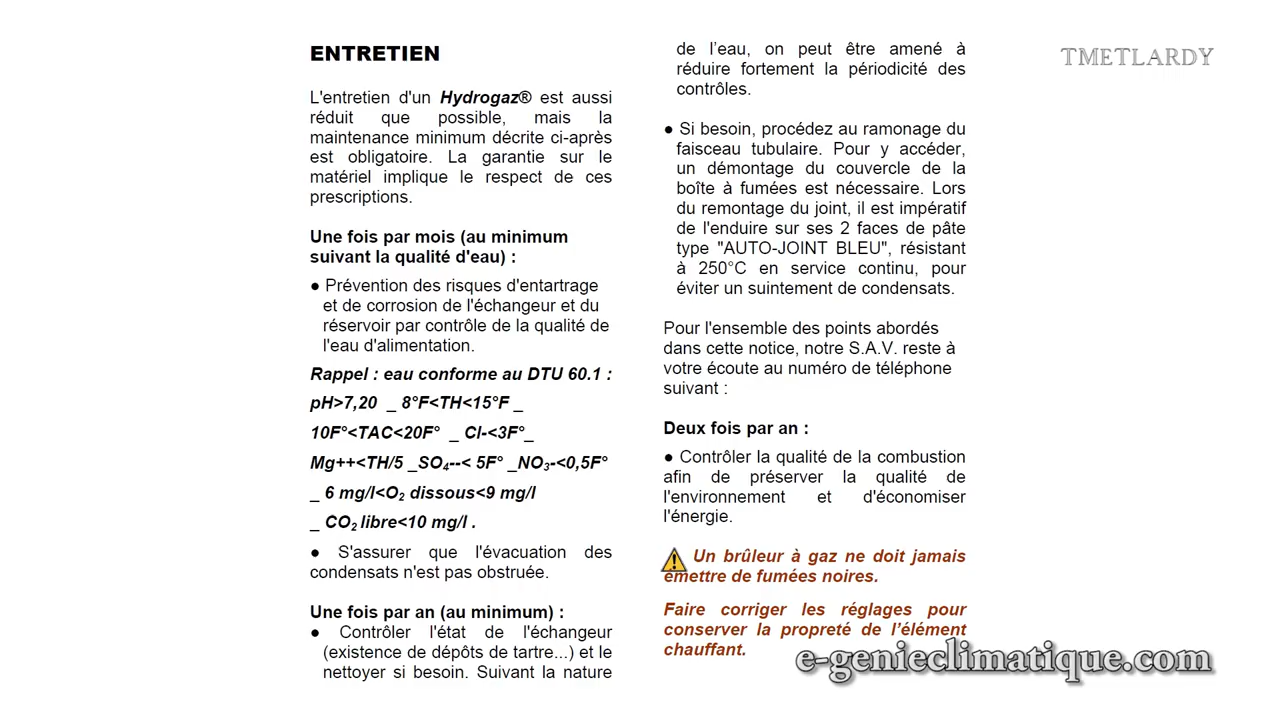 ENTRETIEN
L'entretien d'un Hydrogaz® est aussi
réduit que possible, mais la
maintenance minimum décrite ci-après
est obligatoire. La garantie sur le
matériel implique le respect de ces
prescriptions.
Une fois par mois (au minimum
suivant la qualité d'eau) :
● Prévention des risques d'entartrage
et de corrosion de l'échangeur et du
réservoir par contrôle de la qualité de
l'eau d'alimentation.
Rappel : eau conforme au DTU 60.1 :
pH>7,20 _ 8°F<TH<15°F _
10F°<TAC<20F° _ Cl-<3F°_
Mg++<TH/5 _SO₄--< 5F° _NO₃-<0,5F°
_ 6 mg/l<O₂ dissous<9 mg/l
_ CO₂ libre<10 mg/l .
● S'assurer que l'évacuation des
condensats n'est pas obstruée.
Une fois par an (au minimum) :
● Contrôler l'état de l'échangeur
(existence de dépôts de tartre...) et le
nettoyer si besoin. Suivant la nature
de l’eau, on peut être amené à
réduire fortement la périodicité des
contrôles.
● Si besoin, procédez au ramonage du
faisceau tubulaire. Pour y accéder,
un démontage du couvercle de la
boîte à fumées est nécessaire. Lors
du remontage du joint, il est impératif
de l'enduire sur ses 2 faces de pâte
type "AUTO-JOINT BLEU", résistant
à 250°C en service continu, pour
éviter un suintement de condensats.
Pour l'ensemble des points abordés
dans cette notice, notre S.A.V. reste à
votre écoute au numéro de téléphone
suivant :
Deux fois par an :
● Contrôler la qualité de la combustion
afin de préserver la qualité de
l'environnement et d'économiser
l'énergie.
Un brûleur à gaz ne doit jamais
émettre de fumées noires.
Faire corriger les réglages pour
conserver la propreté de l’élément
chauffant.
TMETLARDY
e-genieclimatique.com